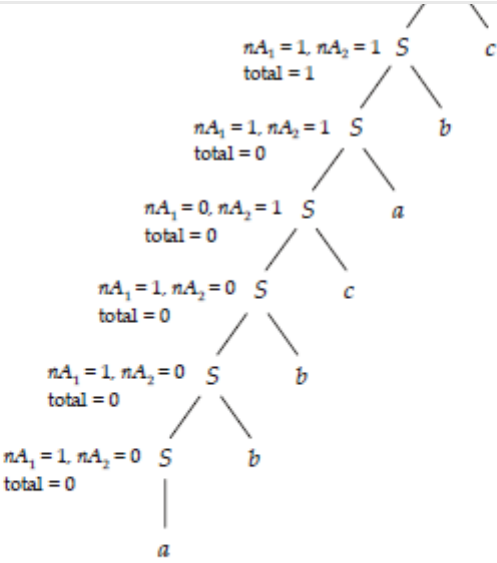 nA₁ = 1, nA₂ = 1 S c
total = 1
nA₁ = 1, nA₂ = 1 S b
total = 0
nA₁ = 0, nA₂ = 1 S a
total = 0
nA₁ = 1, nA₂ = 0 S c
total = 0
nA₁ = 1, nA₂ = 0 S b
total = 0
nA₁ = 1, nA₂ = 0 S b
total = 0
a